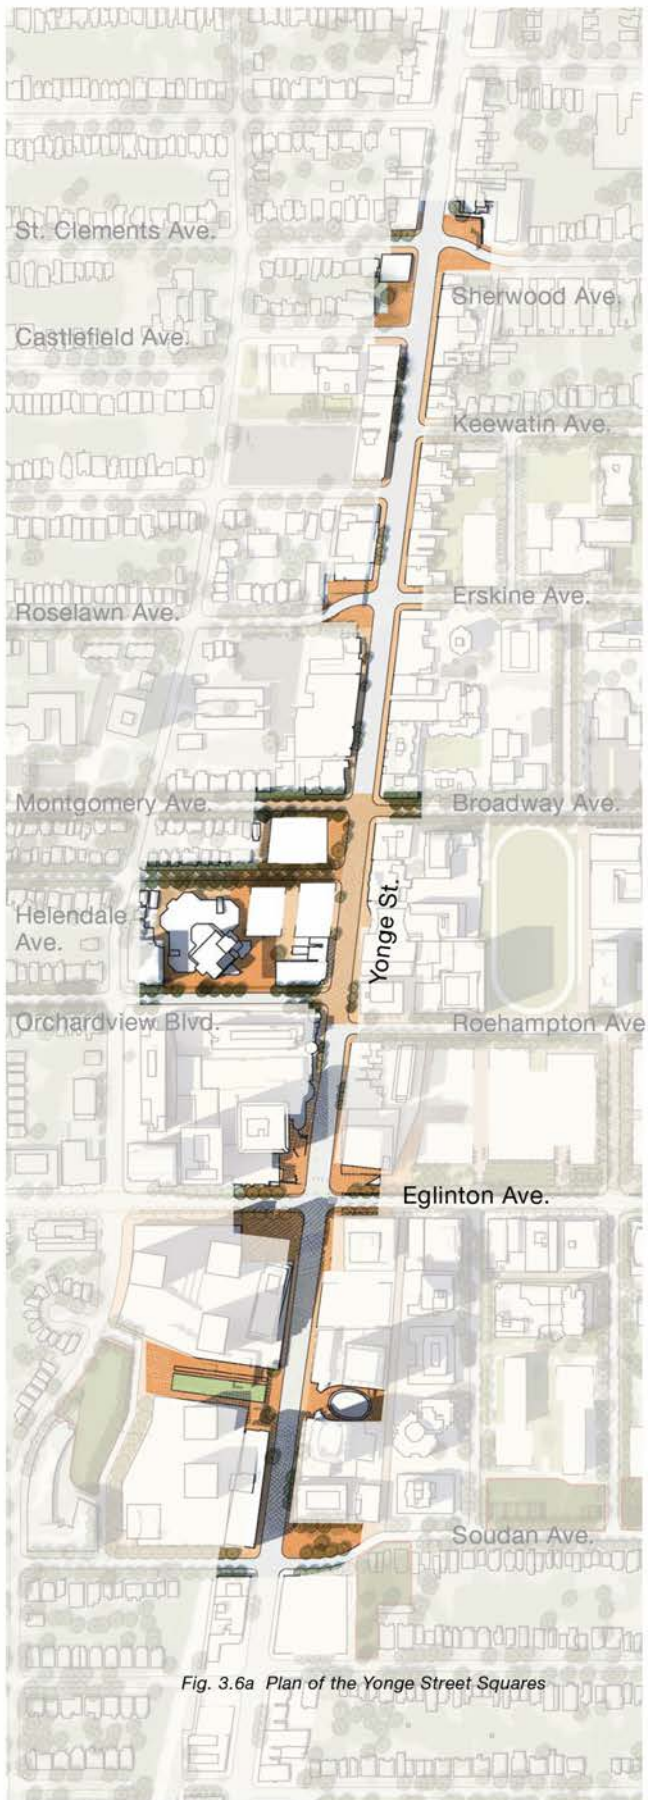 St. Clements Ave.
Sherwood Ave.
Castlefield Ave.
Keewatin Ave.
Erskine Ave.
Roselawn Ave.
Montgomery Ave.
Broadway Ave.
Yonge St.
Helendale
Ave.
Orchardview Blvd.
Roehampton Ave
Eglinton Ave.
Soudan Ave.
Fig. 3.6a Plan of the Yonge Street Squares